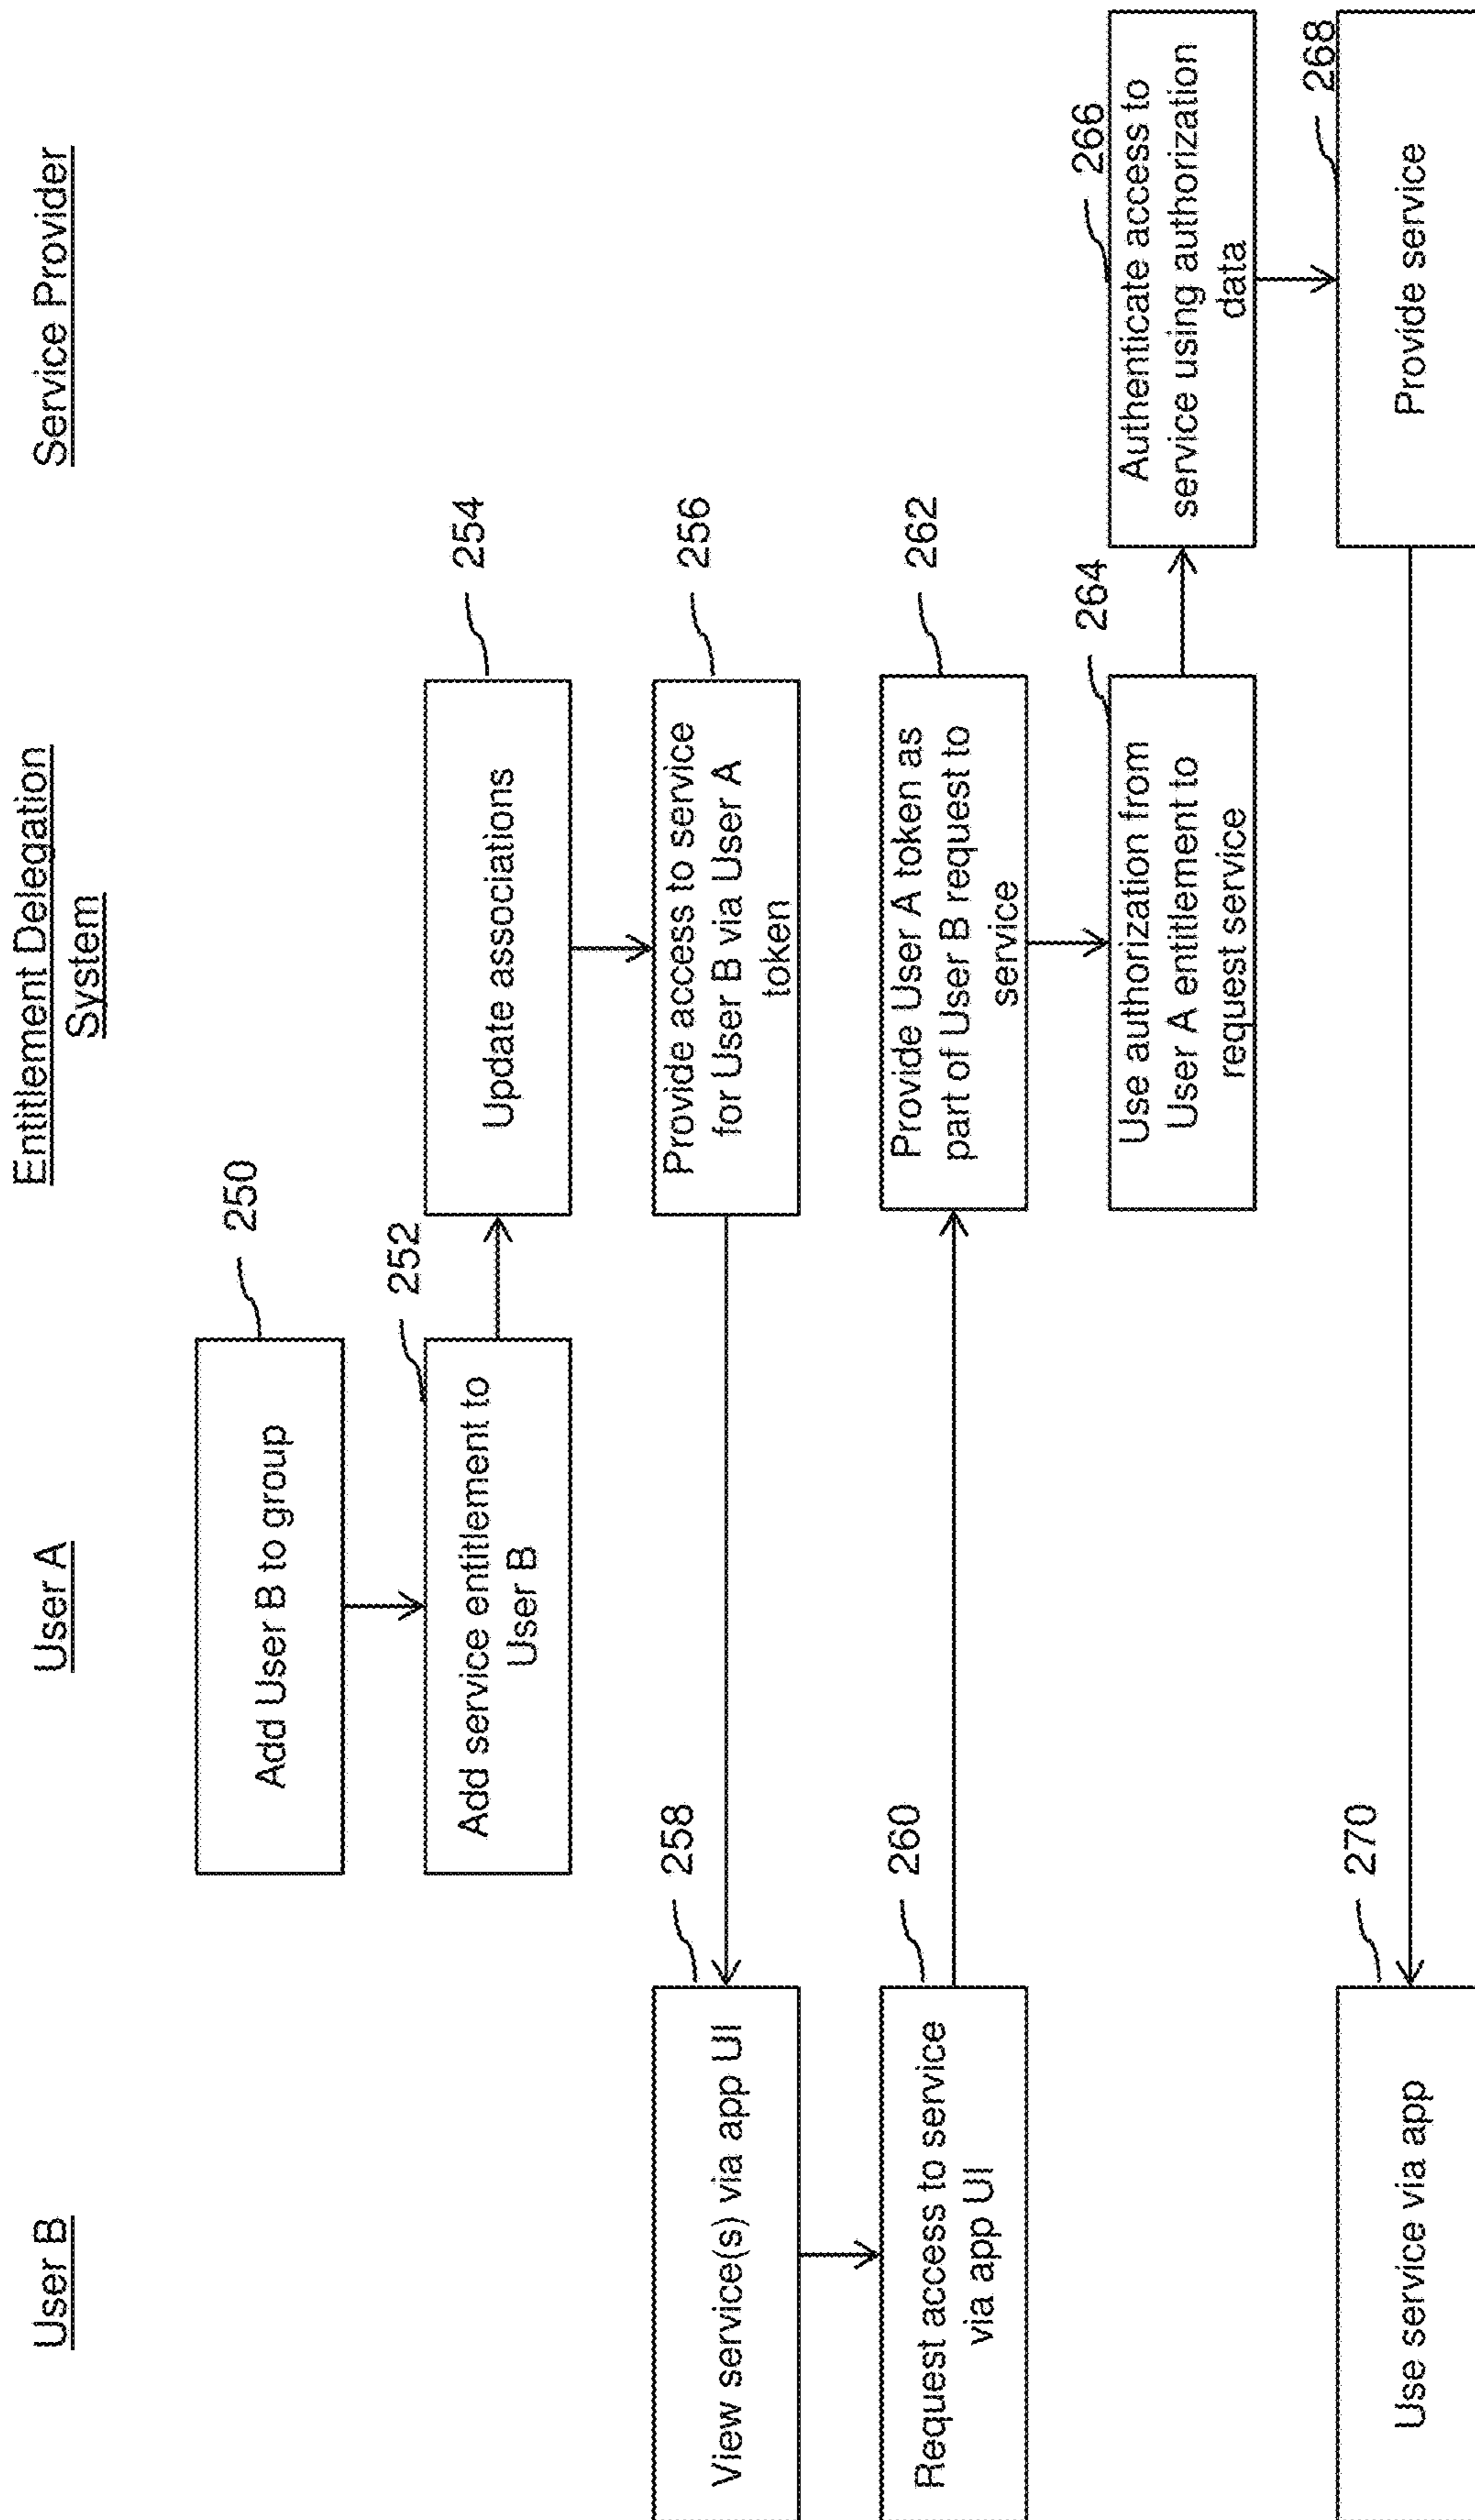 User B
User A
Entitlement Delegation
System
Service Provider
250
Add User B to group
252
Add service entitlement to
User B
254
Update associations
256
Provide access to service
for User B via User A
token
258
View service(s) via app UI
260
Request access to service
via app UI
262
Provide User A token as
part of User B request to
service
264
Use authorization from
User A entitlement to
request service
266
Authenticate access to
service using authorization
data
268
Provide service
270
Use service via app